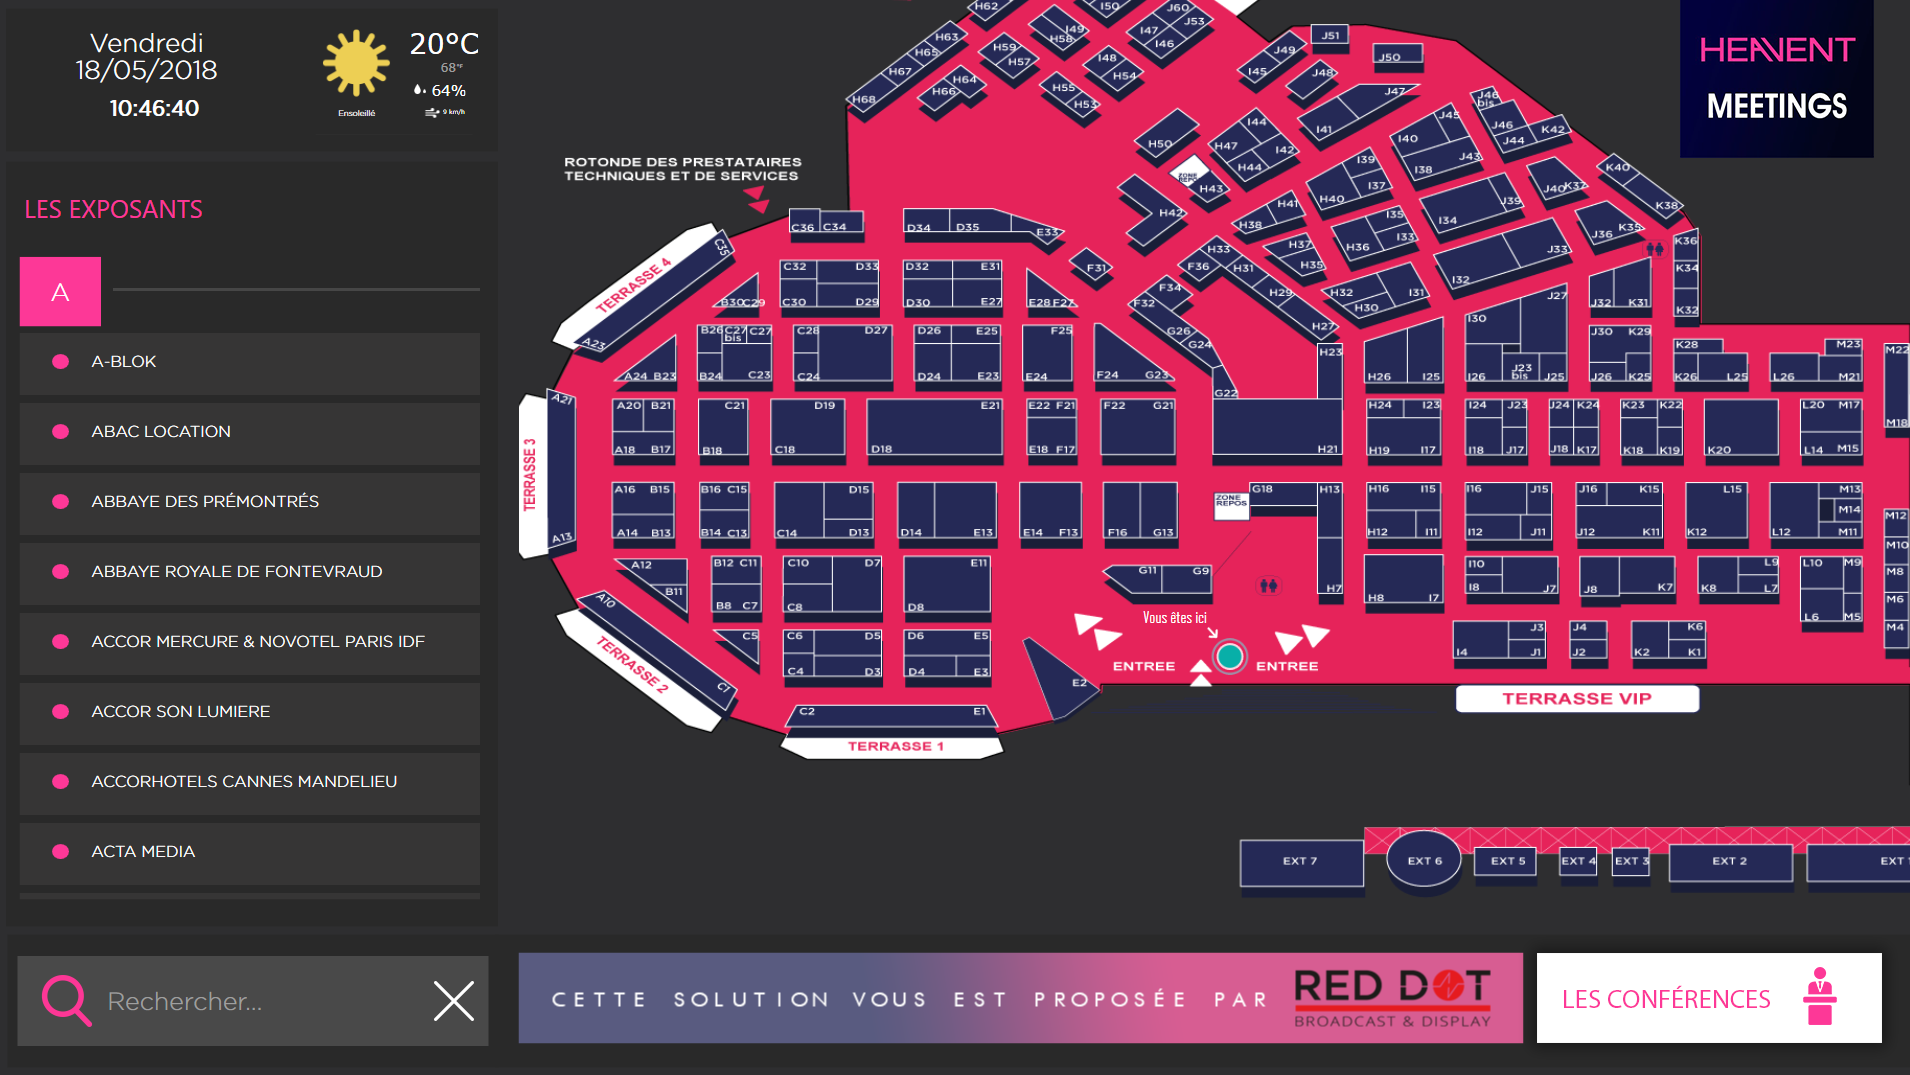 Vendredi
18/05/2018
10:46:40
20°C
68°F
64%
9 km/h
Ensoleillé
LES EXPOSANTS
A
A-BLOK
ABAC LOCATION
ABBAYE DES PRÉMONTRÉS
ABBAYE ROYALE DE FONTEVRAUD
ACCOR MERCURE & NOVOTEL PARIS IDF
ACCOR SON LUMIERE
ACCORHOTELS CANNES MANDELIEU
ACTA MEDIA
Rechercher...
HEAVENT
MEETINGS
ROTONDE DES PRESTATAIRES
TECHNIQUES ET DE SERVICES
H62 I50 J60
H63 J49 I47 J53
H65 H59 H58 I46 J49 J51
H67 H57 I48 J50
H68 H64 H54 I45 J48
H66 H55 H53 J47
H50 I44 I41 J45 J46 bis
H47 I42 I40 J46 K42
H44 J44
ZONE REPOS
H43 I39 I38 J43 K40
H42 I37 J40 K37
H41 H40 J39 K38
C36 C34 D34 D35 E33
H38 I35 I34 J36 K35
H37 H36 I33 J33 K36
C35
H33 H35
F31 F36 H31 I32 K34
C32 D33 D32 E31
F34 H29 H32 I31 J27
B30 C29 C30 D29 D30 E27 E28 F27 F32 H30 J32 K31 K32
TERRASSE 4
G26 H27 I30
B26 C27 bis C27 C28 D27 D26 E25 F25 G24 J30 K29
A23 H23 K28 M23 M22
A24 B23 B24 C23 C24 D24 E23 E24 F24 G23 H26 I25 I26 J23 bis J25 J26 K25 K26 L25 L26 M21
G22
A21 A20 B21 C21 D19 E21 E22 F21 F22 G21 H24 I23 I24 J23 J24 K24 K23 K22 L20 M17
M18
A18 B17 B18 C18 D18 E18 F17 H21 H19 I17 I18 J17 J18 K17 K18 K19 K20 L14 M15
TERRASSE 3
A16 B15 B16 C15 D15 G18 H13 H16 I15 I16 J15 J16 K15 L15 M13
ZONE REPOS
M14 M12
A13 A14 B13 B14 C13 C14 D13 D14 E13 E14 F13 F16 G13 H12 I11 I12 J11 J12 K11 K12 L12 M11
M10
A12 B12 C11 C10 D7 E11 G11 G9 I10 L9 L10 M9 M8
B11 H7 I8 J7 J8 K7 K8 L7
A10 B8 C7 C8 D8 H8 I7 M6
L6 M5
Vous êtes ici
C5 C6 D5 D6 E5 J3 J4 K6 M4
I4 J1 J2 K2 K1
ENTREE ENTREE
C4 D3 D4 E3
TERRASSE 2
C1 E2
TERRASSE VIP
C2 E1
TERRASSE 1
EXT 7 EXT 6 EXT 5 EXT 4 EXT 3 EXT 2 EXT
CETTE SOLUTION VOUS EST PROPOSÉE PAR
RED DOT
BROADCAST & DISPLAY
LES CONFÉRENCES